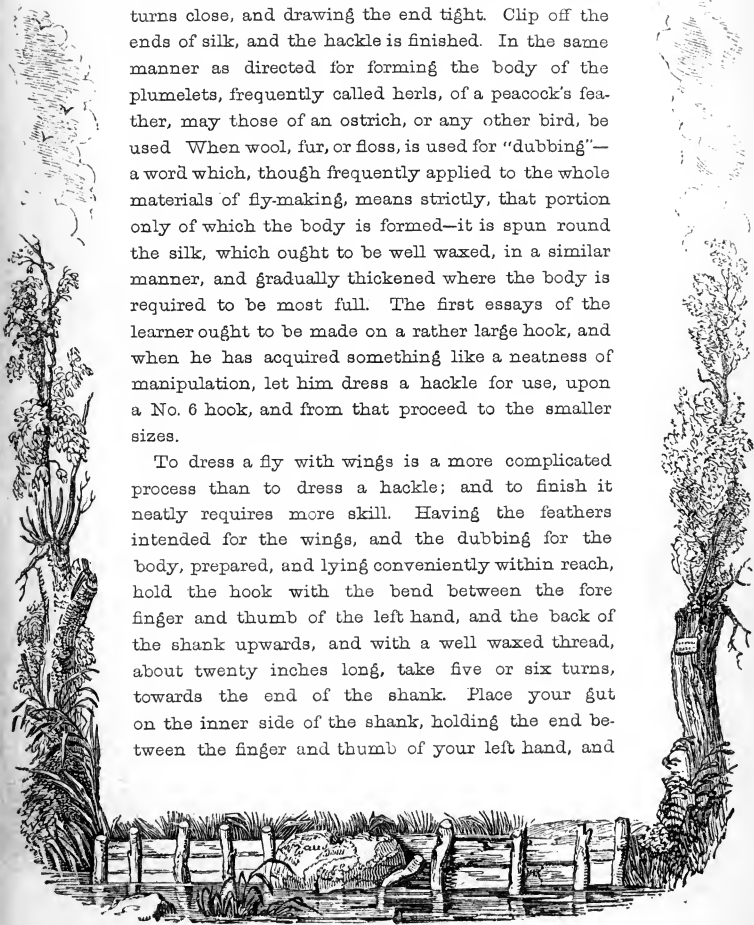 turns close, and drawing the end tight. Clip off the
ends of silk, and the hackle is finished. In the same
manner as directed for forming the body of the
plumelets, frequently called herls, of a peacock's fea-
ther, may those of an ostrich, or any other bird, be
used When wool, fur, or floss, is used for "dubbing"—
a word which, though frequently applied to the whole
materials of fly-making, means strictly, that portion
only of which the body is formed—it is spun round
the silk, which ought to be well waxed, in a similar
manner, and gradually thickened where the body is
required to be most full. The first essays of the
learner ought to be made on a rather large hook, and
when he has acquired something like a neatness of
manipulation, let him dress a hackle for use, upon
a No. 6 hook, and from that proceed to the smaller
sizes.
To dress a fly with wings is a more complicated
process than to dress a hackle; and to finish it
neatly requires more skill. Having the feathers
intended for the wings, and the dubbing for the
body, prepared, and lying conveniently within reach,
hold the hook with the bend between the fore
finger and thumb of the left hand, and the back of
the shank upwards, and with a well waxed thread,
about twenty inches long, take five or six turns,
towards the end of the shank. Place your gut
on the inner side of the shank, holding the end be-
tween the finger and thumb of your left hand, and